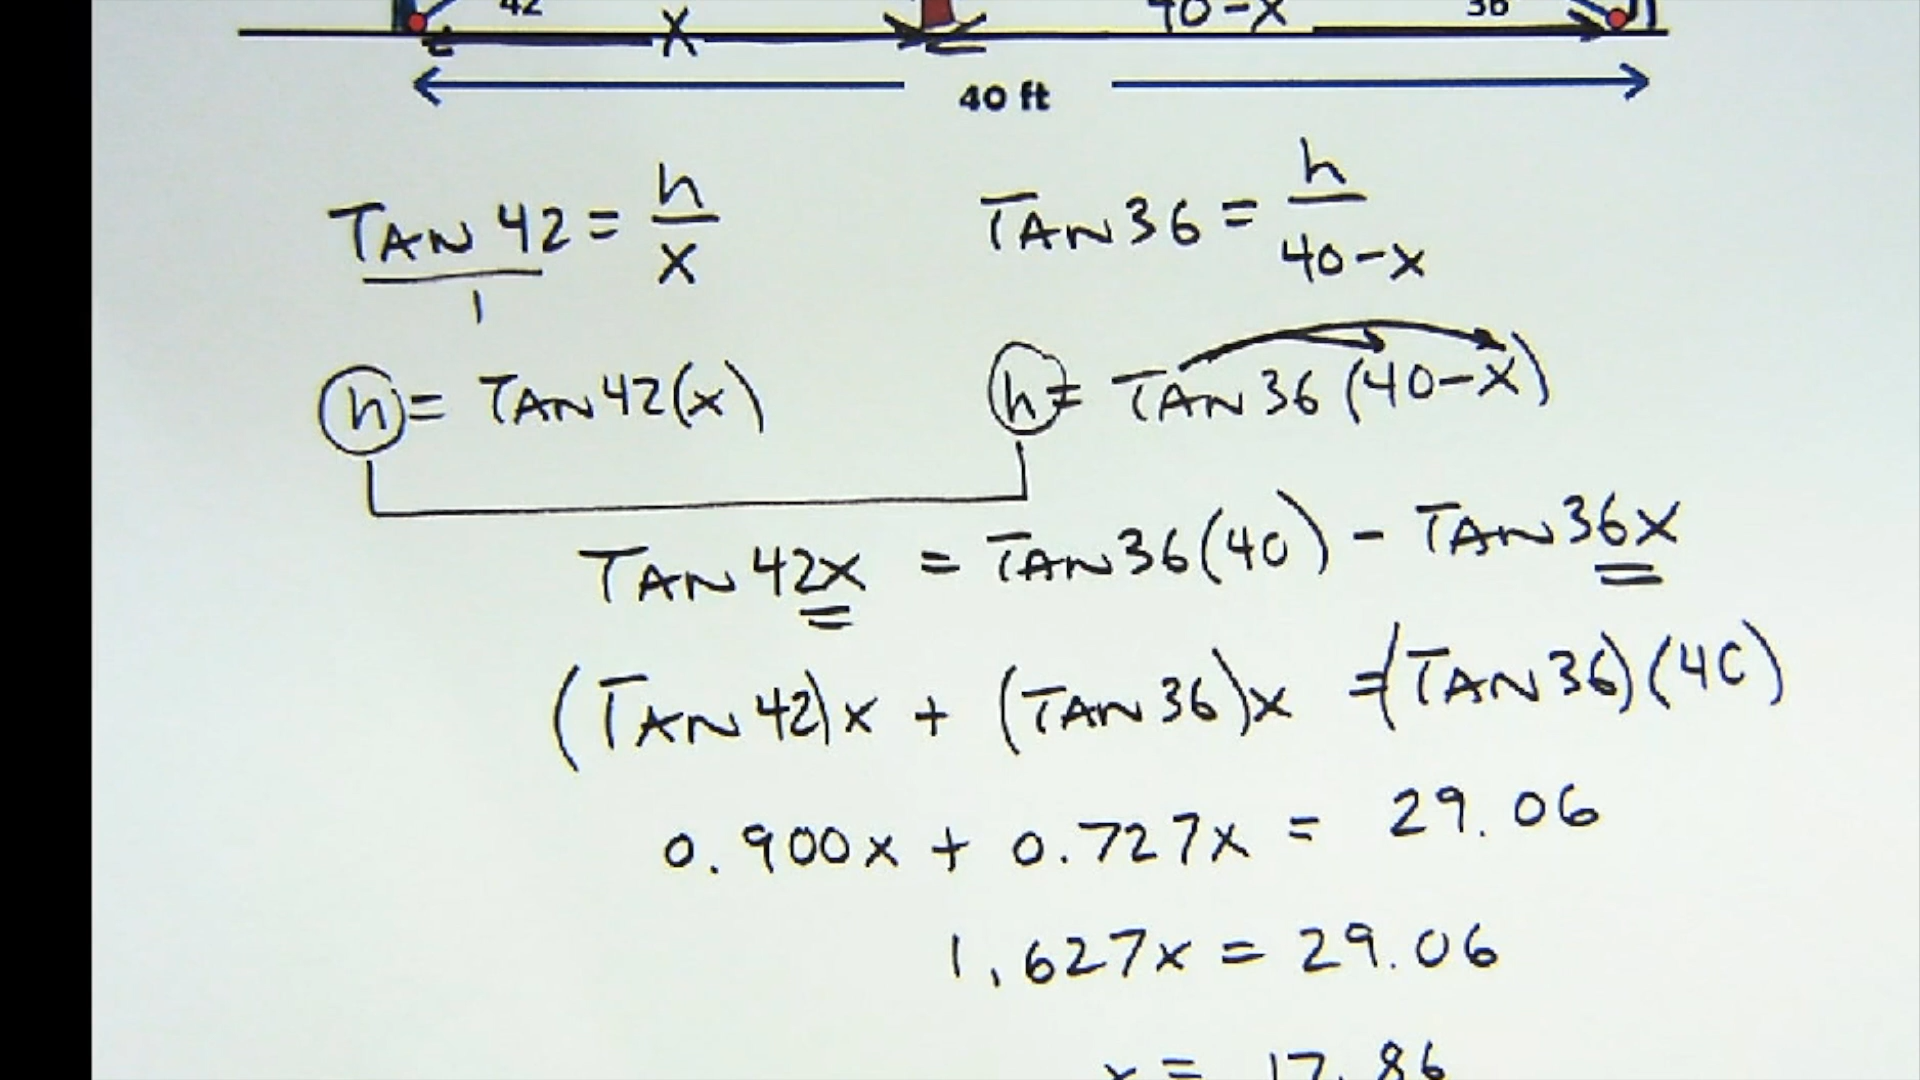 42 X 40-X 36
40 ft
TAN 42 = h/x
1
TAN 36 = h/40-x
h = TAN 42(x)
h = TAN 36 (40-x)
TAN 42x = TAN 36(40) - TAN 36x
(TAN 42)x + (TAN 36)x = (TAN 36)(40)
0.900x + 0.727x = 29.06
1.627x = 29.06
x = 17.86